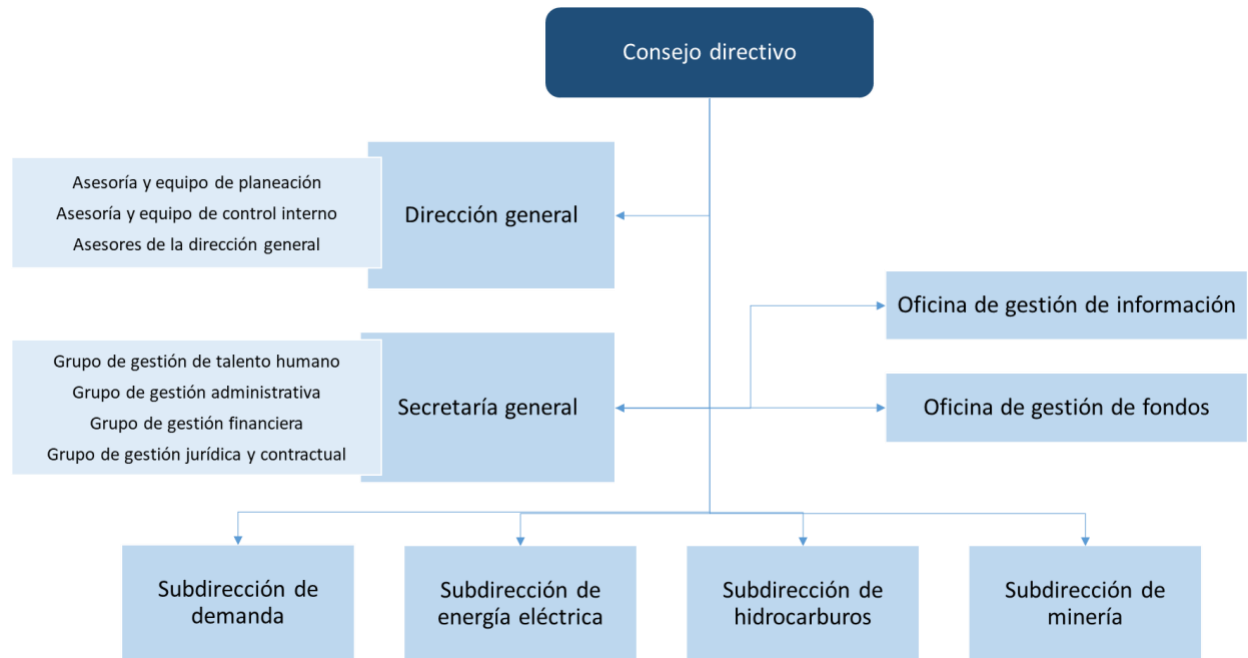 Consejo directivo
Asesoría y equipo de planeación
Asesoría y equipo de control interno
Asesores de la dirección general
Dirección general
Oficina de gestión de información
Grupo de gestión de talento humano
Grupo de gestión administrativa
Grupo de gestión financiera
Grupo de gestión jurídica y contractual
Secretaría general
Oficina de gestión de fondos
Subdirección de
demanda
Subdirección de
energía eléctrica
Subdirección de
hidrocarburos
Subdirección de
minería